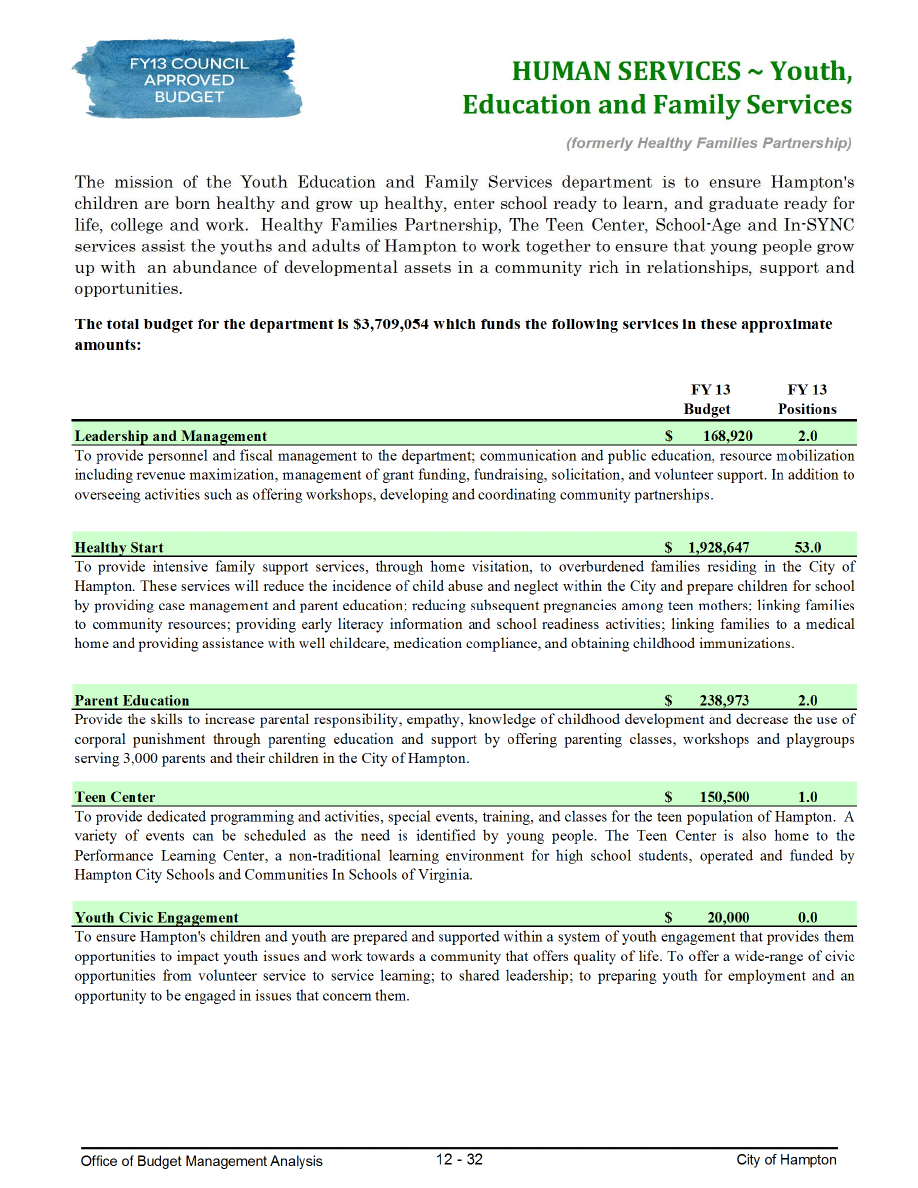 FY13 COUNCIL
APPROVED
BUDGET
HUMAN SERVICES ~ Youth,
Education and Family Services
(formerly Healthy Families Partnership)
The mission of the Youth Education and Family Services department is to ensure Hampton's
children are born healthy and grow up healthy, enter school ready to learn, and graduate ready for
life, college and work. Healthy Families Partnership, The Teen Center, School-Age and In-SYNC
services assist the youths and adults of Hampton to work together to ensure that young people grow
up with an abundance of developmental assets in a community rich in relationships, support and
opportunities.
The total budget for the department is $3,709,054 which funds the following services in these approximate
amounts:
FY 13 FY 13
Budget Positions
Leadership and Management $ 168,920 2.0
To provide personnel and fiscal management to the department; communication and public education, resource mobilization
including revenue maximization, management of grant funding, fundraising, solicitation, and volunteer support. In addition to
overseeing activities such as offering workshops, developing and coordinating community partnerships.
Healthy Start $ 1,928,647 53.0
To provide intensive family support services, through home visitation, to overburdened families residing in the City of
Hampton. These services will reduce the incidence of child abuse and neglect within the City and prepare children for school
by providing case management and parent education; reducing subsequent pregnancies among teen mothers; linking families
to community resources; providing early literacy information and school readiness activities; linking families to a medical
home and providing assistance with well childcare, medication compliance, and obtaining childhood immunizations.
Parent Education $ 238,973 2.0
Provide the skills to increase parental responsibility, empathy, knowledge of childhood development and decrease the use of
corporal punishment through parenting education and support by offering parenting classes, workshops and playgroups
serving 3,000 parents and their children in the City of Hampton.
Teen Center $ 150,500 1.0
To provide dedicated programming and activities, special events, training, and classes for the teen population of Hampton. A
variety of events can be scheduled as the need is identified by young people. The Teen Center is also home to the
Performance Learning Center, a non-traditional learning environment for high school students, operated and funded by
Hampton City Schools and Communities In Schools of Virginia.
Youth Civic Engagement $ 20,000 0.0
To ensure Hampton's children and youth are prepared and supported within a system of youth engagement that provides them
opportunities to impact youth issues and work towards a community that offers quality of life. To offer a wide-range of civic
opportunities from volunteer service to service learning; to shared leadership; to preparing youth for employment and an
opportunity to be engaged in issues that concern them.
Office of Budget Management Analysis 12 - 32 City of Hampton